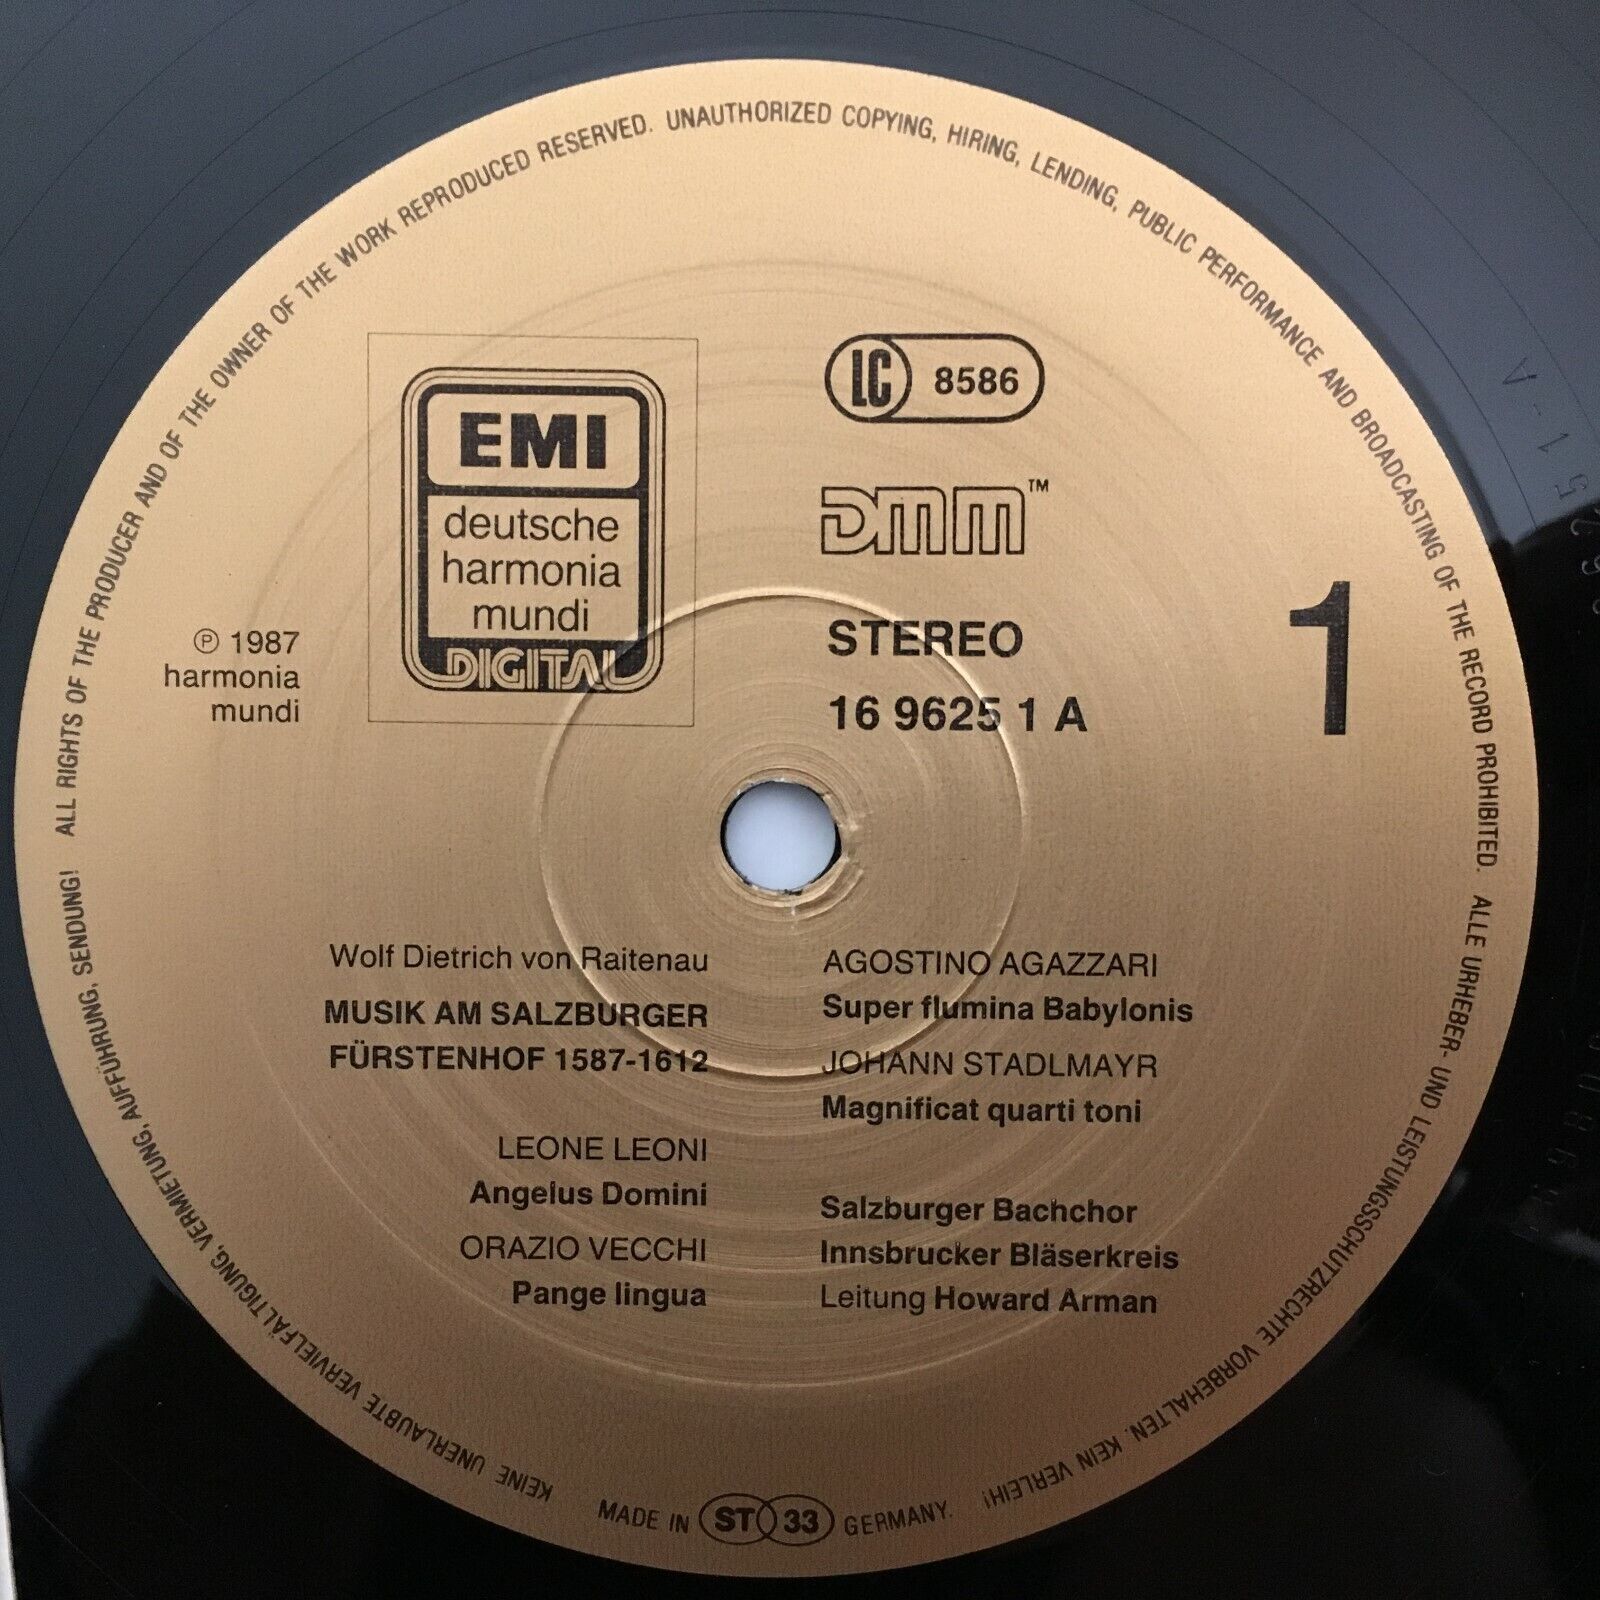 ALL RIGHTS OF THE PRODUCER AND OF THE OWNER OF THE WORK REPRODUCED RESERVED. UNAUTHORIZED COPYING, HIRING, LENDING, PUBLIC PERFORMANCE AND BROADCASTING OF THE RECORD PROHIBITED.
ALLE URHEBER- UND LEISTUNGSSCHUTZRECHTE VORBEHALTEN. KEIN VERLEIH!
KEINE UNERLAUBTE VERVIELFÄLTIGUNG, VERMIETUNG, AUFFÜHRUNG, SENDUNG!
EMI
deutsche
harmonia
mundi
DIGITAL
℗ 1987
harmonia
mundi
LC 8586
DMM™
STEREO
16 9625 1 A
1
Wolf Dietrich von Raitenau
MUSIK AM SALZBURGER
FÜRSTENHOF 1587-1612
LEONE LEONI
Angelus Domini
ORAZIO VECCHI
Pange lingua
AGOSTINO AGAZZARI
Super flumina Babylonis
JOHANN STADLMAYR
Magnificat quarti toni
Salzburger Bachchor
Innsbrucker Bläserkreis
Leitung Howard Arman
MADE IN ST 33 GERMANY.